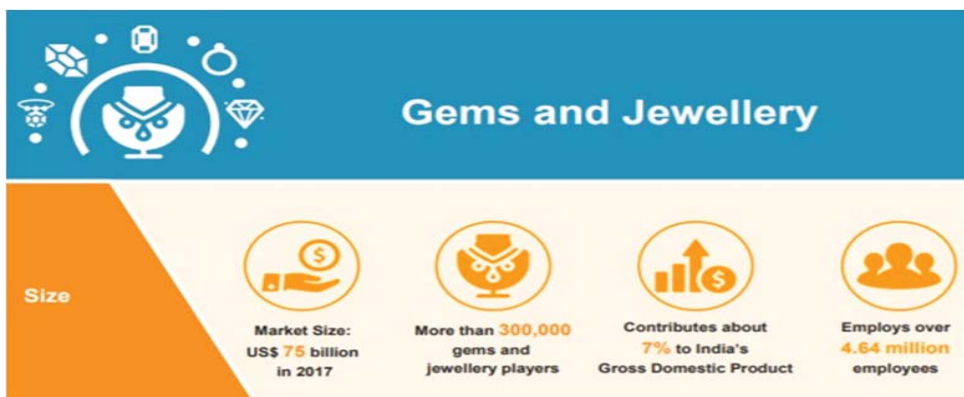 Gems and Jewellery
Size
Market Size:
US$ 75 billion
in 2017
More than 300,000
gems and
jewellery players
Contributes about
7% to India's
Gross Domestic Product
Employs over
4.64 million
employees